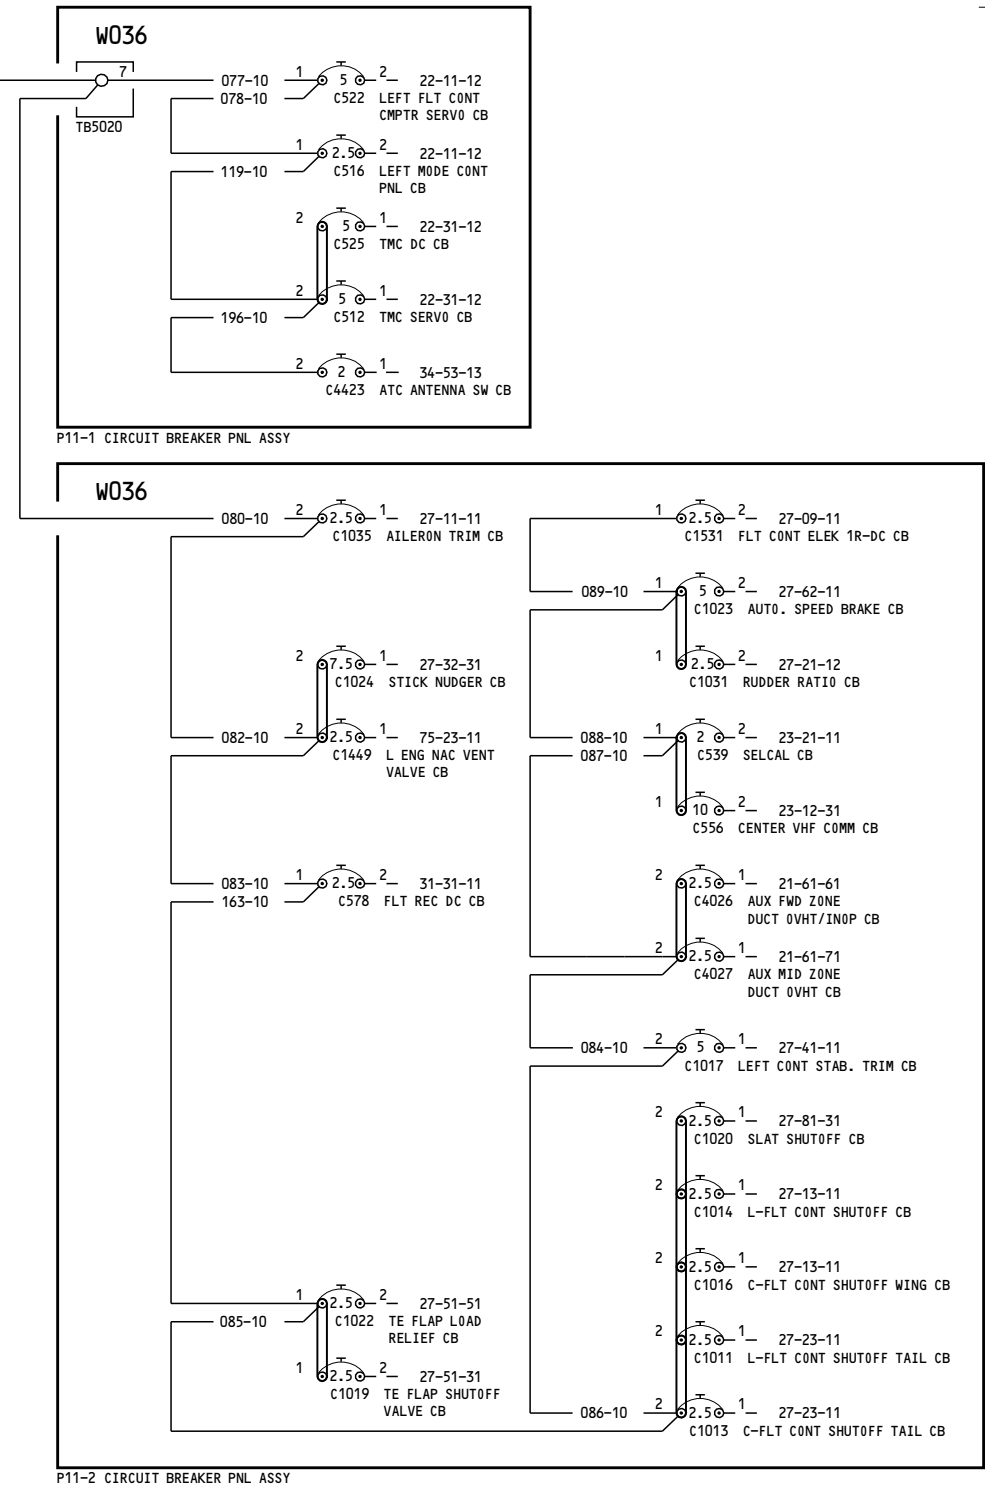 W036
7
TB5020
077-10 1 5 2 22-11-12
078-10 C522 LEFT FLT CONT
CMPTR SERVO CB
1 2.5 2 22-11-12
119-10 C516 LEFT MODE CONT
PNL CB
2 5 1 22-31-12
C525 TMC DC CB
2 5 1 22-31-12
196-10 C512 TMC SERVO CB
2 2 1 34-53-13
C4423 ATC ANTENNA SW CB
P11-1 CIRCUIT BREAKER PNL ASSY
W036
080-10 2 2.5 1 27-11-11
C1035 AILERON TRIM CB
2 7.5 1 27-32-31
C1024 STICK NUDGER CB
082-10 2 2.5 1 75-23-11
C1449 L ENG NAC VENT
VALVE CB
083-10 1 2.5 2 31-31-11
163-10 C578 FLT REC DC CB
1 2.5 2 27-51-51
085-10 C1022 TE FLAP LOAD
RELIEF CB
1 2.5 2 27-51-31
C1019 TE FLAP SHUTOFF
VALVE CB
1 2.5 2 27-09-11
C1531 FLT CONT ELEK 1R-DC CB
089-10 1 5 2 27-62-11
C1023 AUTO. SPEED BRAKE CB
1 2.5 2 27-21-12
C1031 RUDDER RATIO CB
088-10 1 2 2 23-21-11
087-10 C539 SELCAL CB
1 10 2 23-12-31
C556 CENTER VHF COMM CB
2 2.5 1 21-61-61
C4026 AUX FWD ZONE
DUCT OVHT/INOP CB
2 2.5 1 21-61-71
C4027 AUX MID ZONE
DUCT OVHT CB
084-10 2 5 1 27-41-11
C1017 LEFT CONT STAB. TRIM CB
2 2.5 1 27-81-31
C1020 SLAT SHUTOFF CB
2 2.5 1 27-13-11
C1014 L-FLT CONT SHUTOFF CB
2 2.5 1 27-13-11
C1016 C-FLT CONT SHUTOFF WING CB
2 2.5 1 27-23-11
C1011 L-FLT CONT SHUTOFF TAIL CB
086-10 2 2.5 1 27-23-11
C1013 C-FLT CONT SHUTOFF TAIL CB
P11-2 CIRCUIT BREAKER PNL ASSY